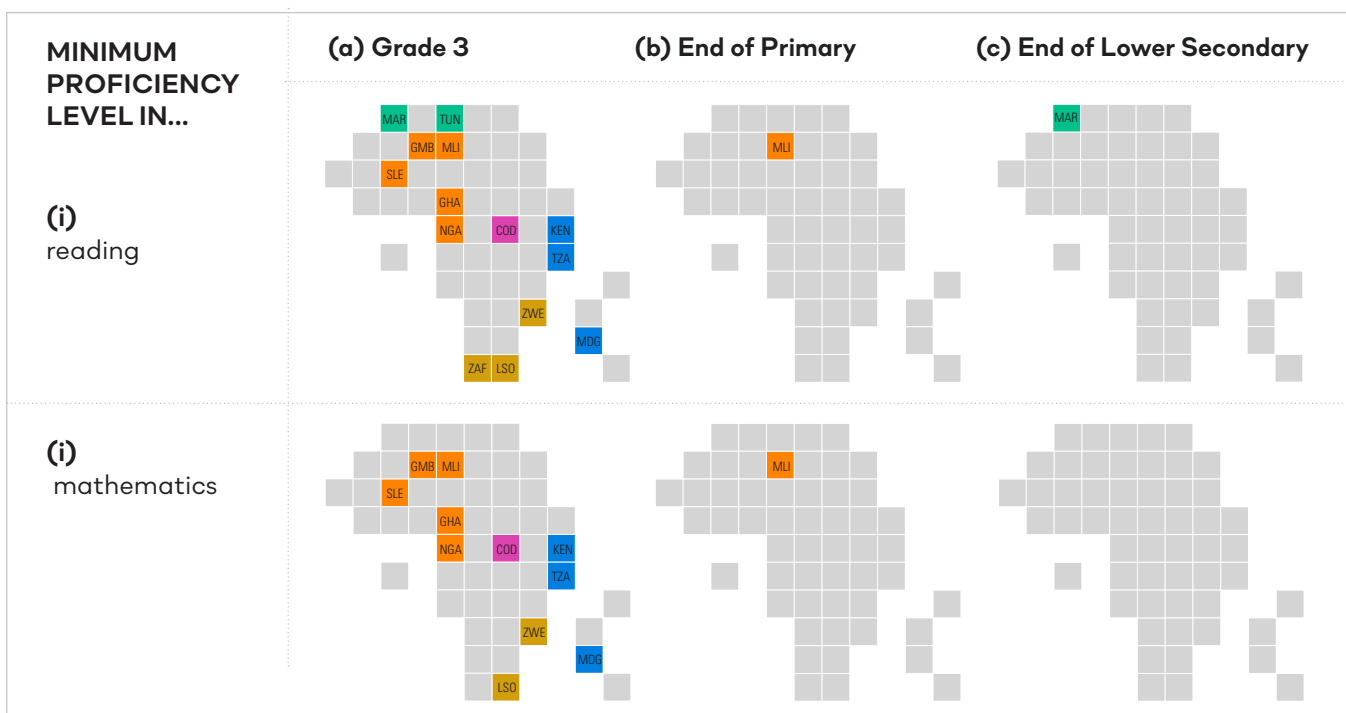 MINIMUM
PROFICIENCY
LEVEL IN...
(a) Grade 3
(b) End of Primary
(c) End of Lower Secondary
(i)
reading
MAR TUN
GMB MLI
SLE
GHA
NGA COD KEN
TZA
ZWE
MDG
ZAF LSO
MLI
MAR
(i)
mathematics
GMB MLI
SLE
GHA
NGA COD KEN
TZA
ZWE
MDG
LSO
MLI